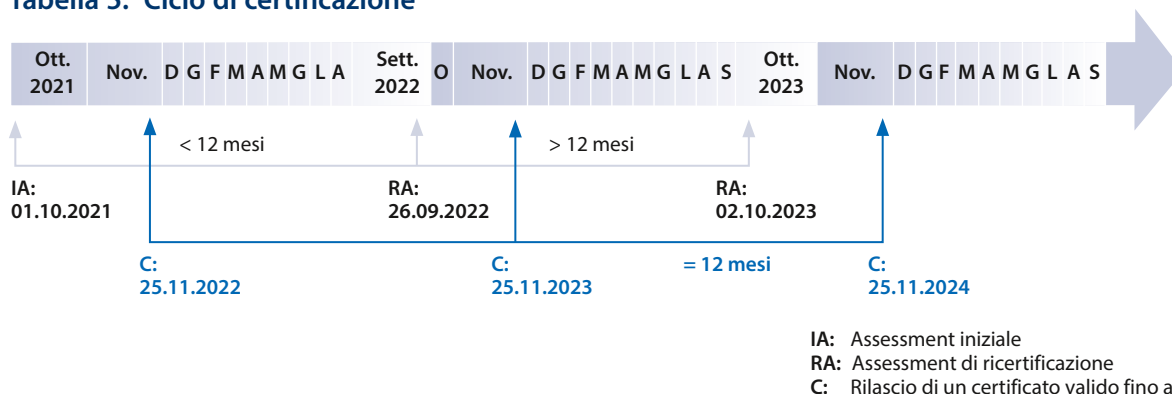 Tabella 3: Ciclo di certificazione
Ott. 2021 Nov. D G F M A M G L A Sett. 2022 O Nov. D G F M A M G L A S Ott. 2023 Nov. D G F M A M G L A S
< 12 mesi > 12 mesi
IA: 01.10.2021
RA: 26.09.2022
RA: 02.10.2023
C: 25.11.2022
C: 25.11.2023
= 12 mesi
C: 25.11.2024
IA: Assessment iniziale
RA: Assessment di ricertificazione
C: Rilascio di un certificato valido fino a